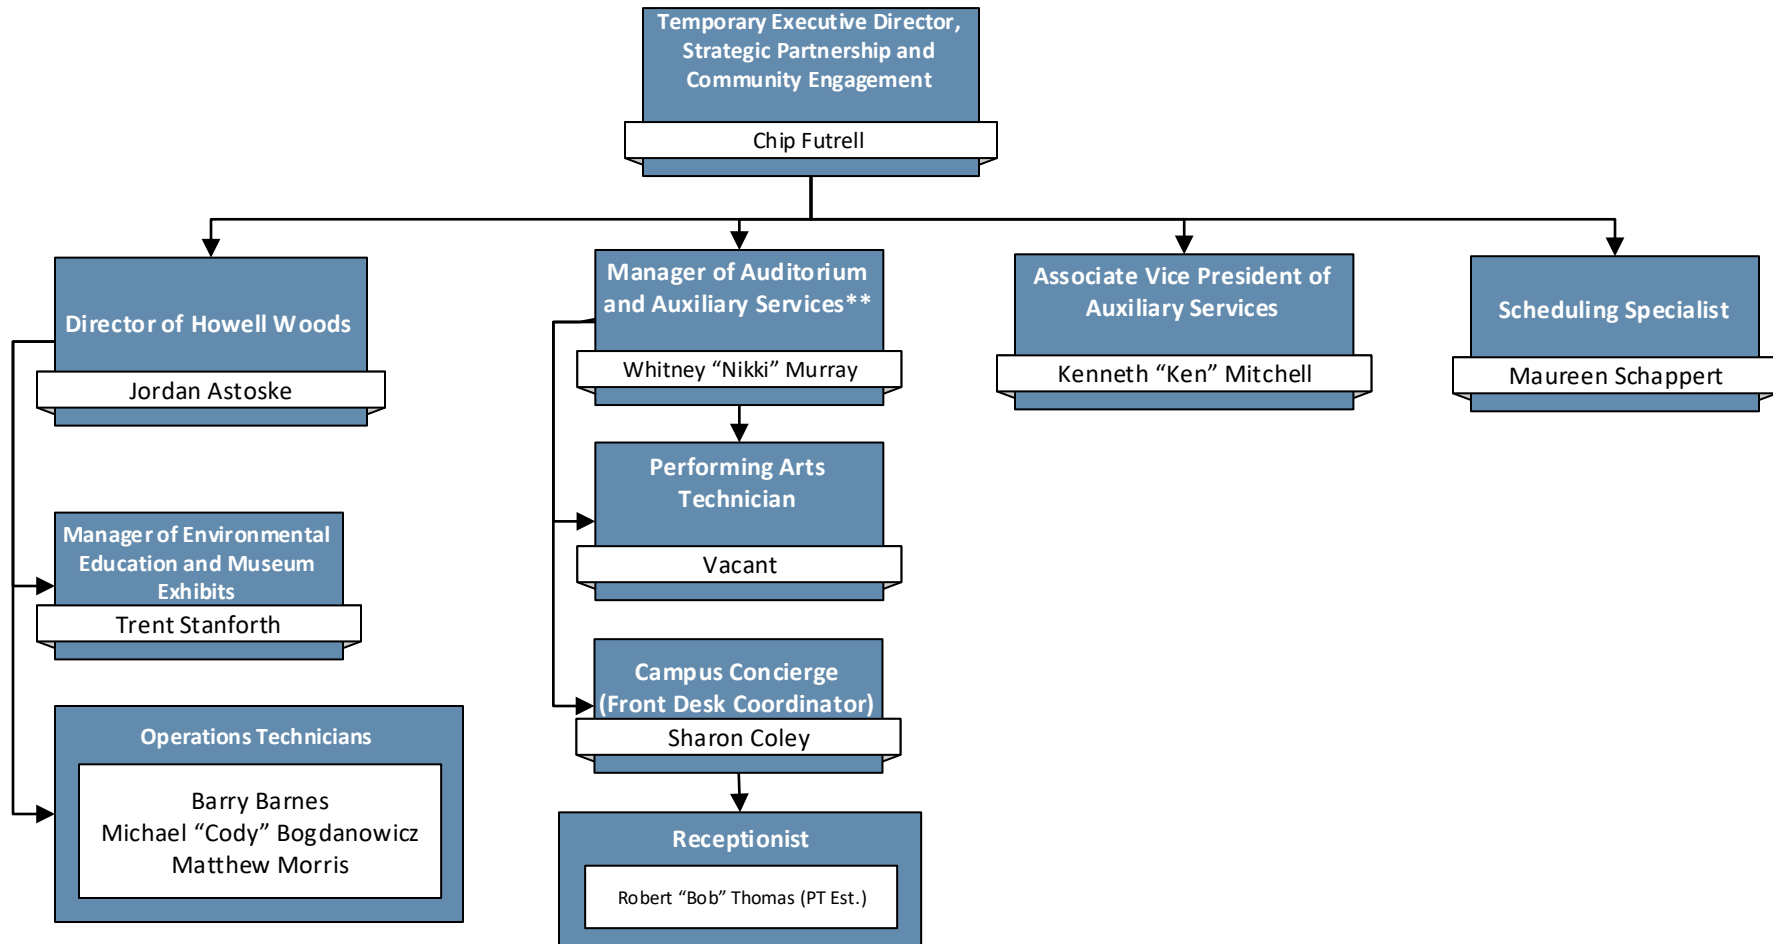 Temporary Executive Director,
Strategic Partnership and
Community Engagement
Chip Futrell
Director of Howell Woods
Jordan Astoske
Manager of Auditorium
and Auxiliary Services**
Whitney “Nikki” Murray
Associate Vice President of
Auxiliary Services
Kenneth “Ken” Mitchell
Scheduling Specialist
Maureen Schappert
Manager of Environmental
Education and Museum
Exhibits
Trent Stanforth
Operations Technicians
Barry Barnes
Michael “Cody” Bogdanowicz
Matthew Morris
Performing Arts
Technician
Vacant
Campus Concierge
(Front Desk Coordinator)
Sharon Coley
Receptionist
Robert “Bob” Thomas (PT Est.)